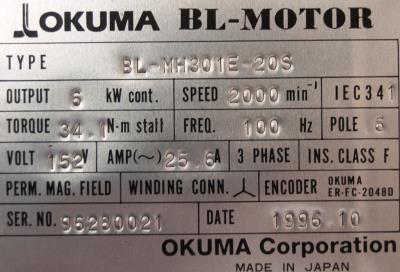 OKUMA BL-MOTOR
TYPE BL-MH301E-20S
OUTPUT 6 kW cont. SPEED 2000 min⁻¹ IEC341
TORQUE 34.1 N-m stall FREQ. 100 Hz POLE 6
VOLT 152V AMP(~) 25.6A 3 PHASE INS. CLASS F
PERM. MAG. FIELD WINDING CONN. ENCODER OKUMA ER-FC-2048D
SER. NO. 96280021 DATE 1996.10
OKUMA Corporation
MADE IN JAPAN